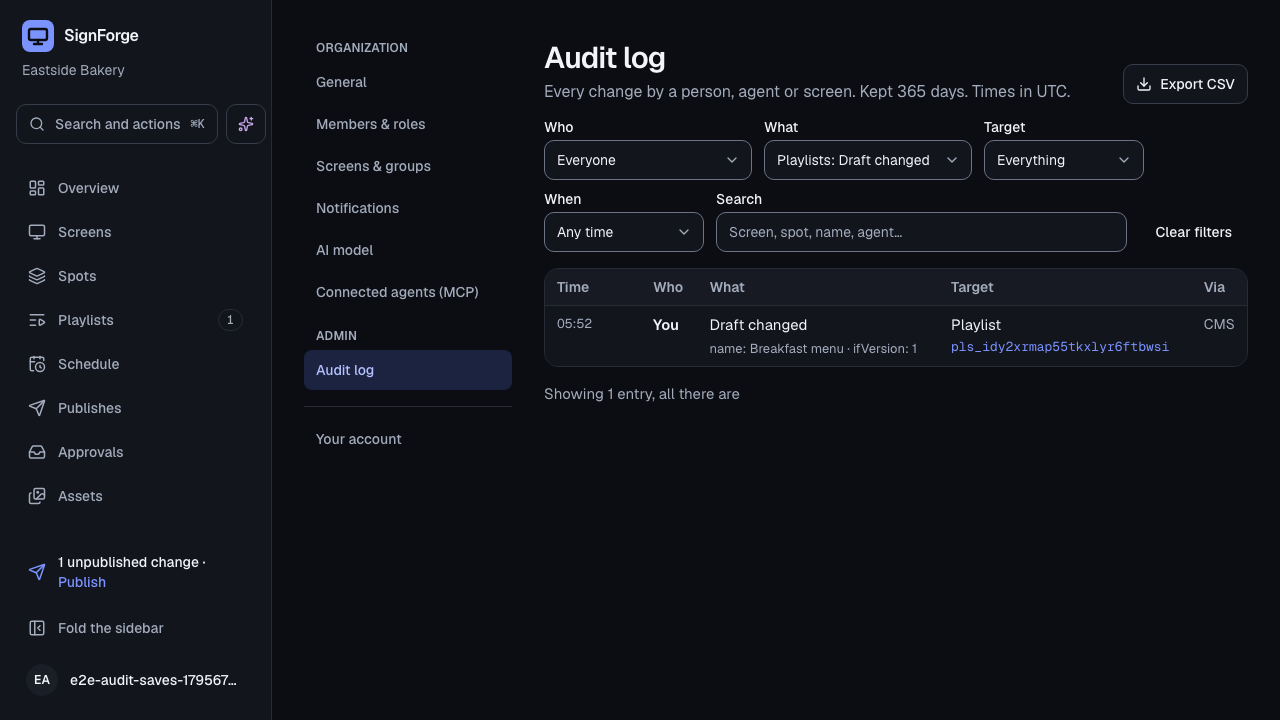 SignForge
Eastside Bakery
Search and actions ⌘K
Overview
Screens
Spots
Playlists 1
Schedule
Publishes
Approvals
Assets
1 unpublished change ·
Publish
Fold the sidebar
EA e2e-audit-saves-179567…
ORGANIZATION
General
Members & roles
Screens & groups
Notifications
AI model
Connected agents (MCP)
ADMIN
Audit log
Your account
Audit log
Every change by a person, agent or screen. Kept 365 days. Times in UTC.
Export CSV
Who What Target
Everyone Playlists: Draft changed Everything
When Search
Any time Screen, spot, name, agent… Clear filters
Time Who What Target Via
05:52 You Draft changed Playlist CMS
name: Breakfast menu · ifVersion: 1 pls_idy2xrmap55tkxlyr6ftbwsi
Showing 1 entry, all there are